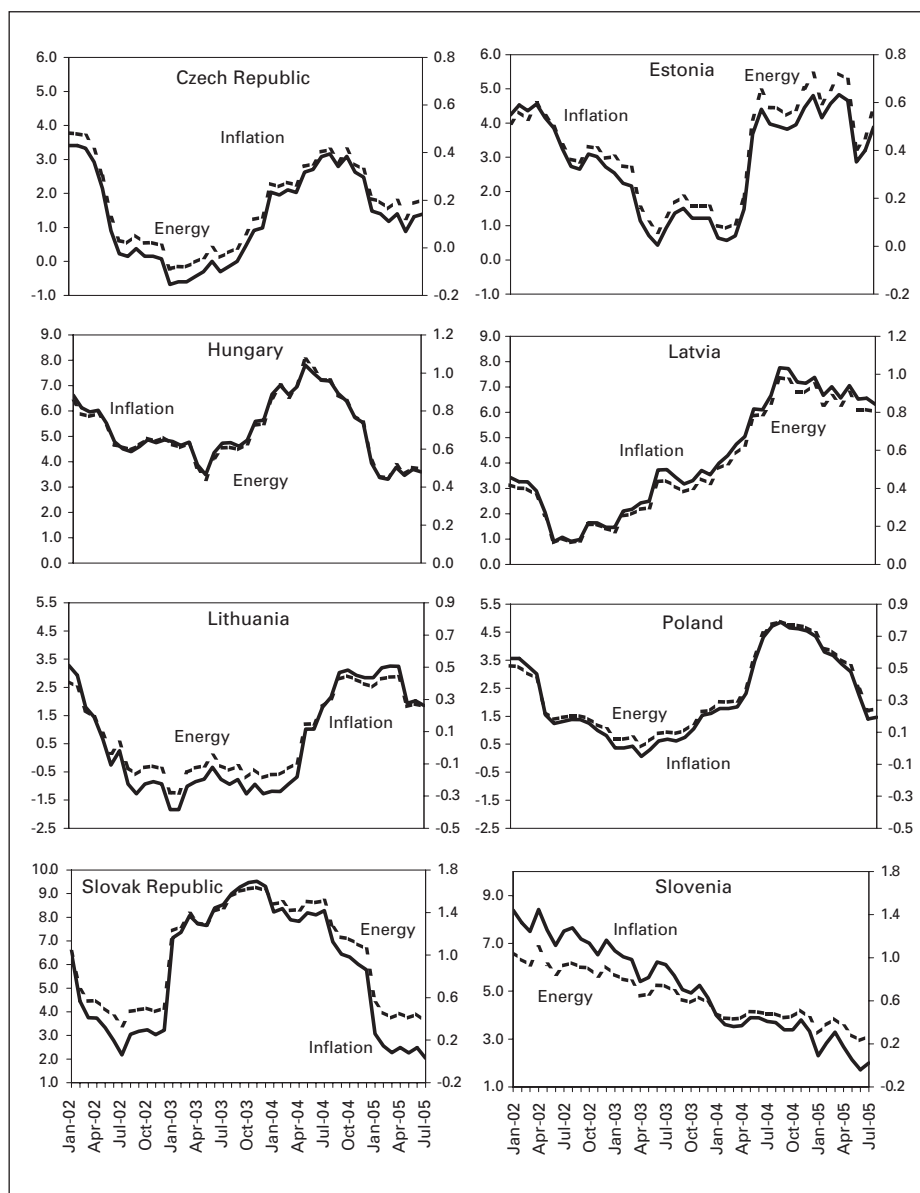 Czech Republic
6.0
5.0
4.0
3.0
2.0
1.0
0.0
-1.0
Inflation
Energy
0.8
0.6
0.4
0.2
0.0
-0.2
Estonia
6.0
5.0
4.0
3.0
2.0
1.0
0.0
-1.0
Energy
Inflation
0.8
0.6
0.4
0.2
0.0
-0.2
Hungary
9.0
8.0
7.0
6.0
5.0
4.0
3.0
2.0
1.0
0.0
Inflation
Energy
1.2
1.0
0.8
0.6
0.4
0.2
0.0
Latvia
9.0
8.0
7.0
6.0
5.0
4.0
3.0
2.0
1.0
0.0
Inflation
Energy
1.2
1.0
0.8
0.6
0.4
0.2
0.0
Lithuania
5.5
4.5
3.5
2.5
1.5
0.5
-0.5
-1.5
-2.5
Energy
Inflation
0.9
0.7
0.5
0.3
0.1
-0.1
-0.3
-0.5
Poland
5.5
4.5
3.5
2.5
1.5
0.5
-0.5
-1.5
-2.5
Energy
Inflation
0.9
0.7
0.5
0.3
0.1
-0.1
-0.3
-0.5
Slovak Republic
10.0
9.0
8.0
7.0
6.0
5.0
4.0
3.0
2.0
1.0
Energy
Inflation
1.8
1.4
1.0
0.6
0.2
-0.2
Jan-02
Apr-02
Jul-02
Oct-02
Jan-03
Apr-03
Jul-03
Oct-03
Jan-04
Apr-04
Jul-04
Oct-04
Jan-05
Apr-05
Jul-05
Slovenia
9.0
7.0
5.0
3.0
1.0
Inflation
Energy
1.8
1.4
1.0
0.6
0.2
-0.2
Jan-02
Apr-02
Jul-02
Oct-02
Jan-03
Apr-03
Jul-03
Oct-03
Jan-04
Apr-04
Jul-04
Oct-04
Jan-05
Apr-05
Jul-05